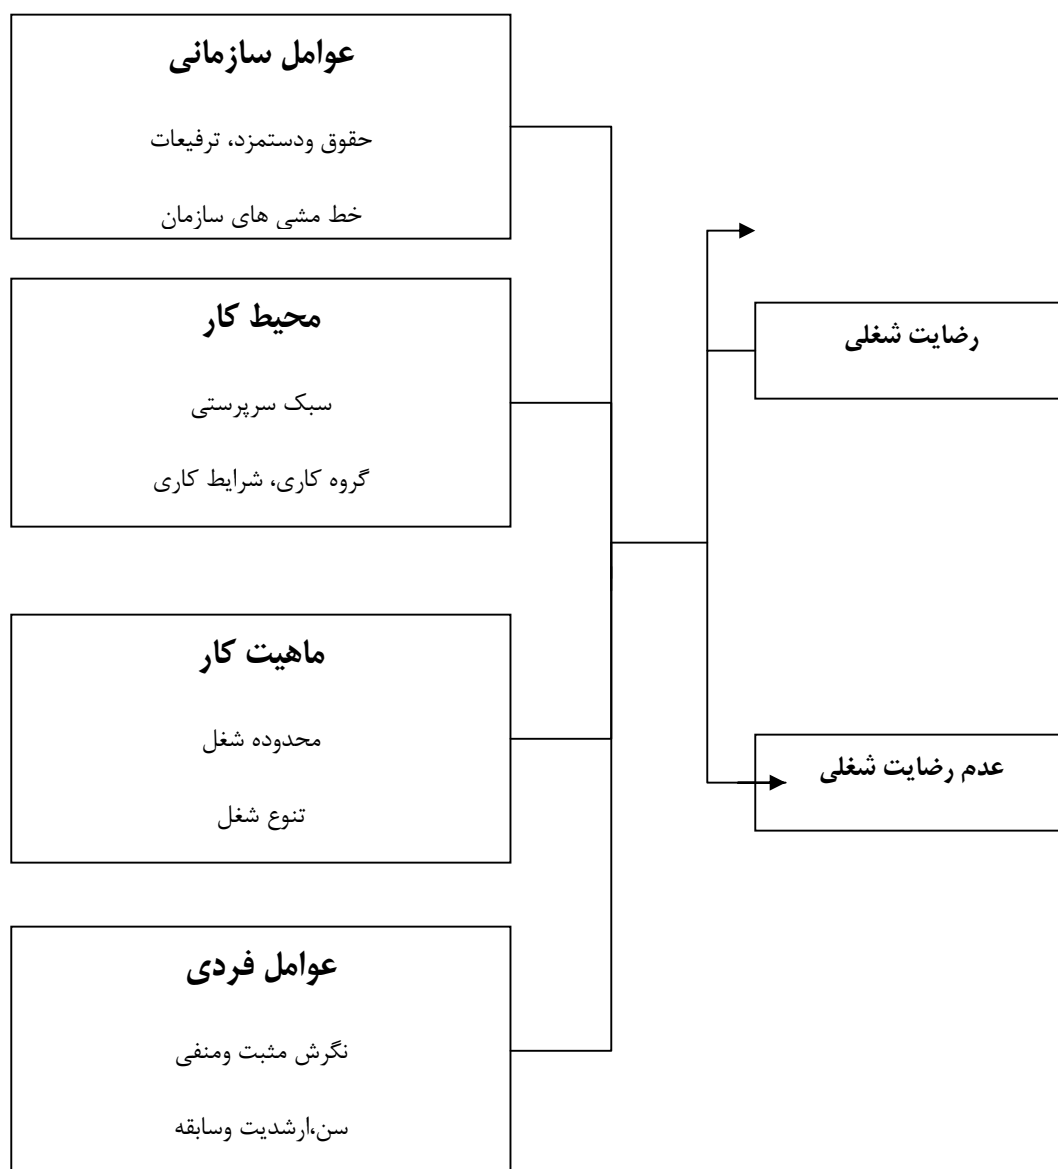 عوامل سازمانی
حقوق ودستمزد، ترفیعات
خط مشی های سازمان
محیط کار
سبک سرپرستی
گروه کاری، شرایط کاری
ماهیت کار
محدوده شغل
تنوع شغل
عوامل فردی
نگرش مثبت ومنفی
سن،ارشدیت وسابقه
رضایت شغلی
عدم رضایت شغلی